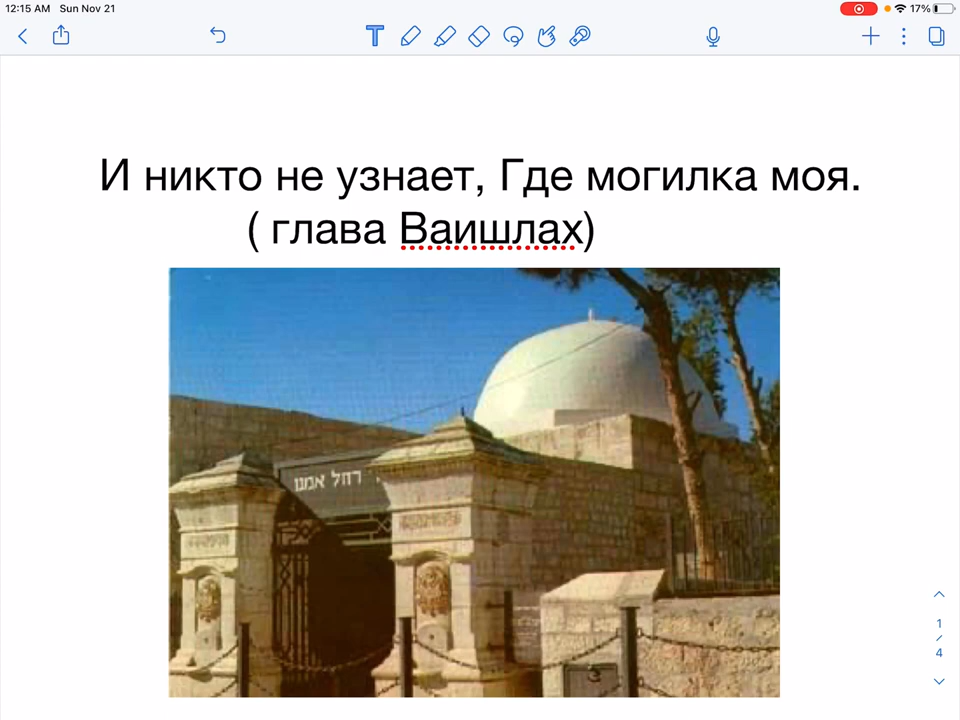 12:15 AM Sun Nov 21
17%
И никто не узнает, Где могилка моя.
( глава Ваишлах)
רחל אמנו
1
/
4